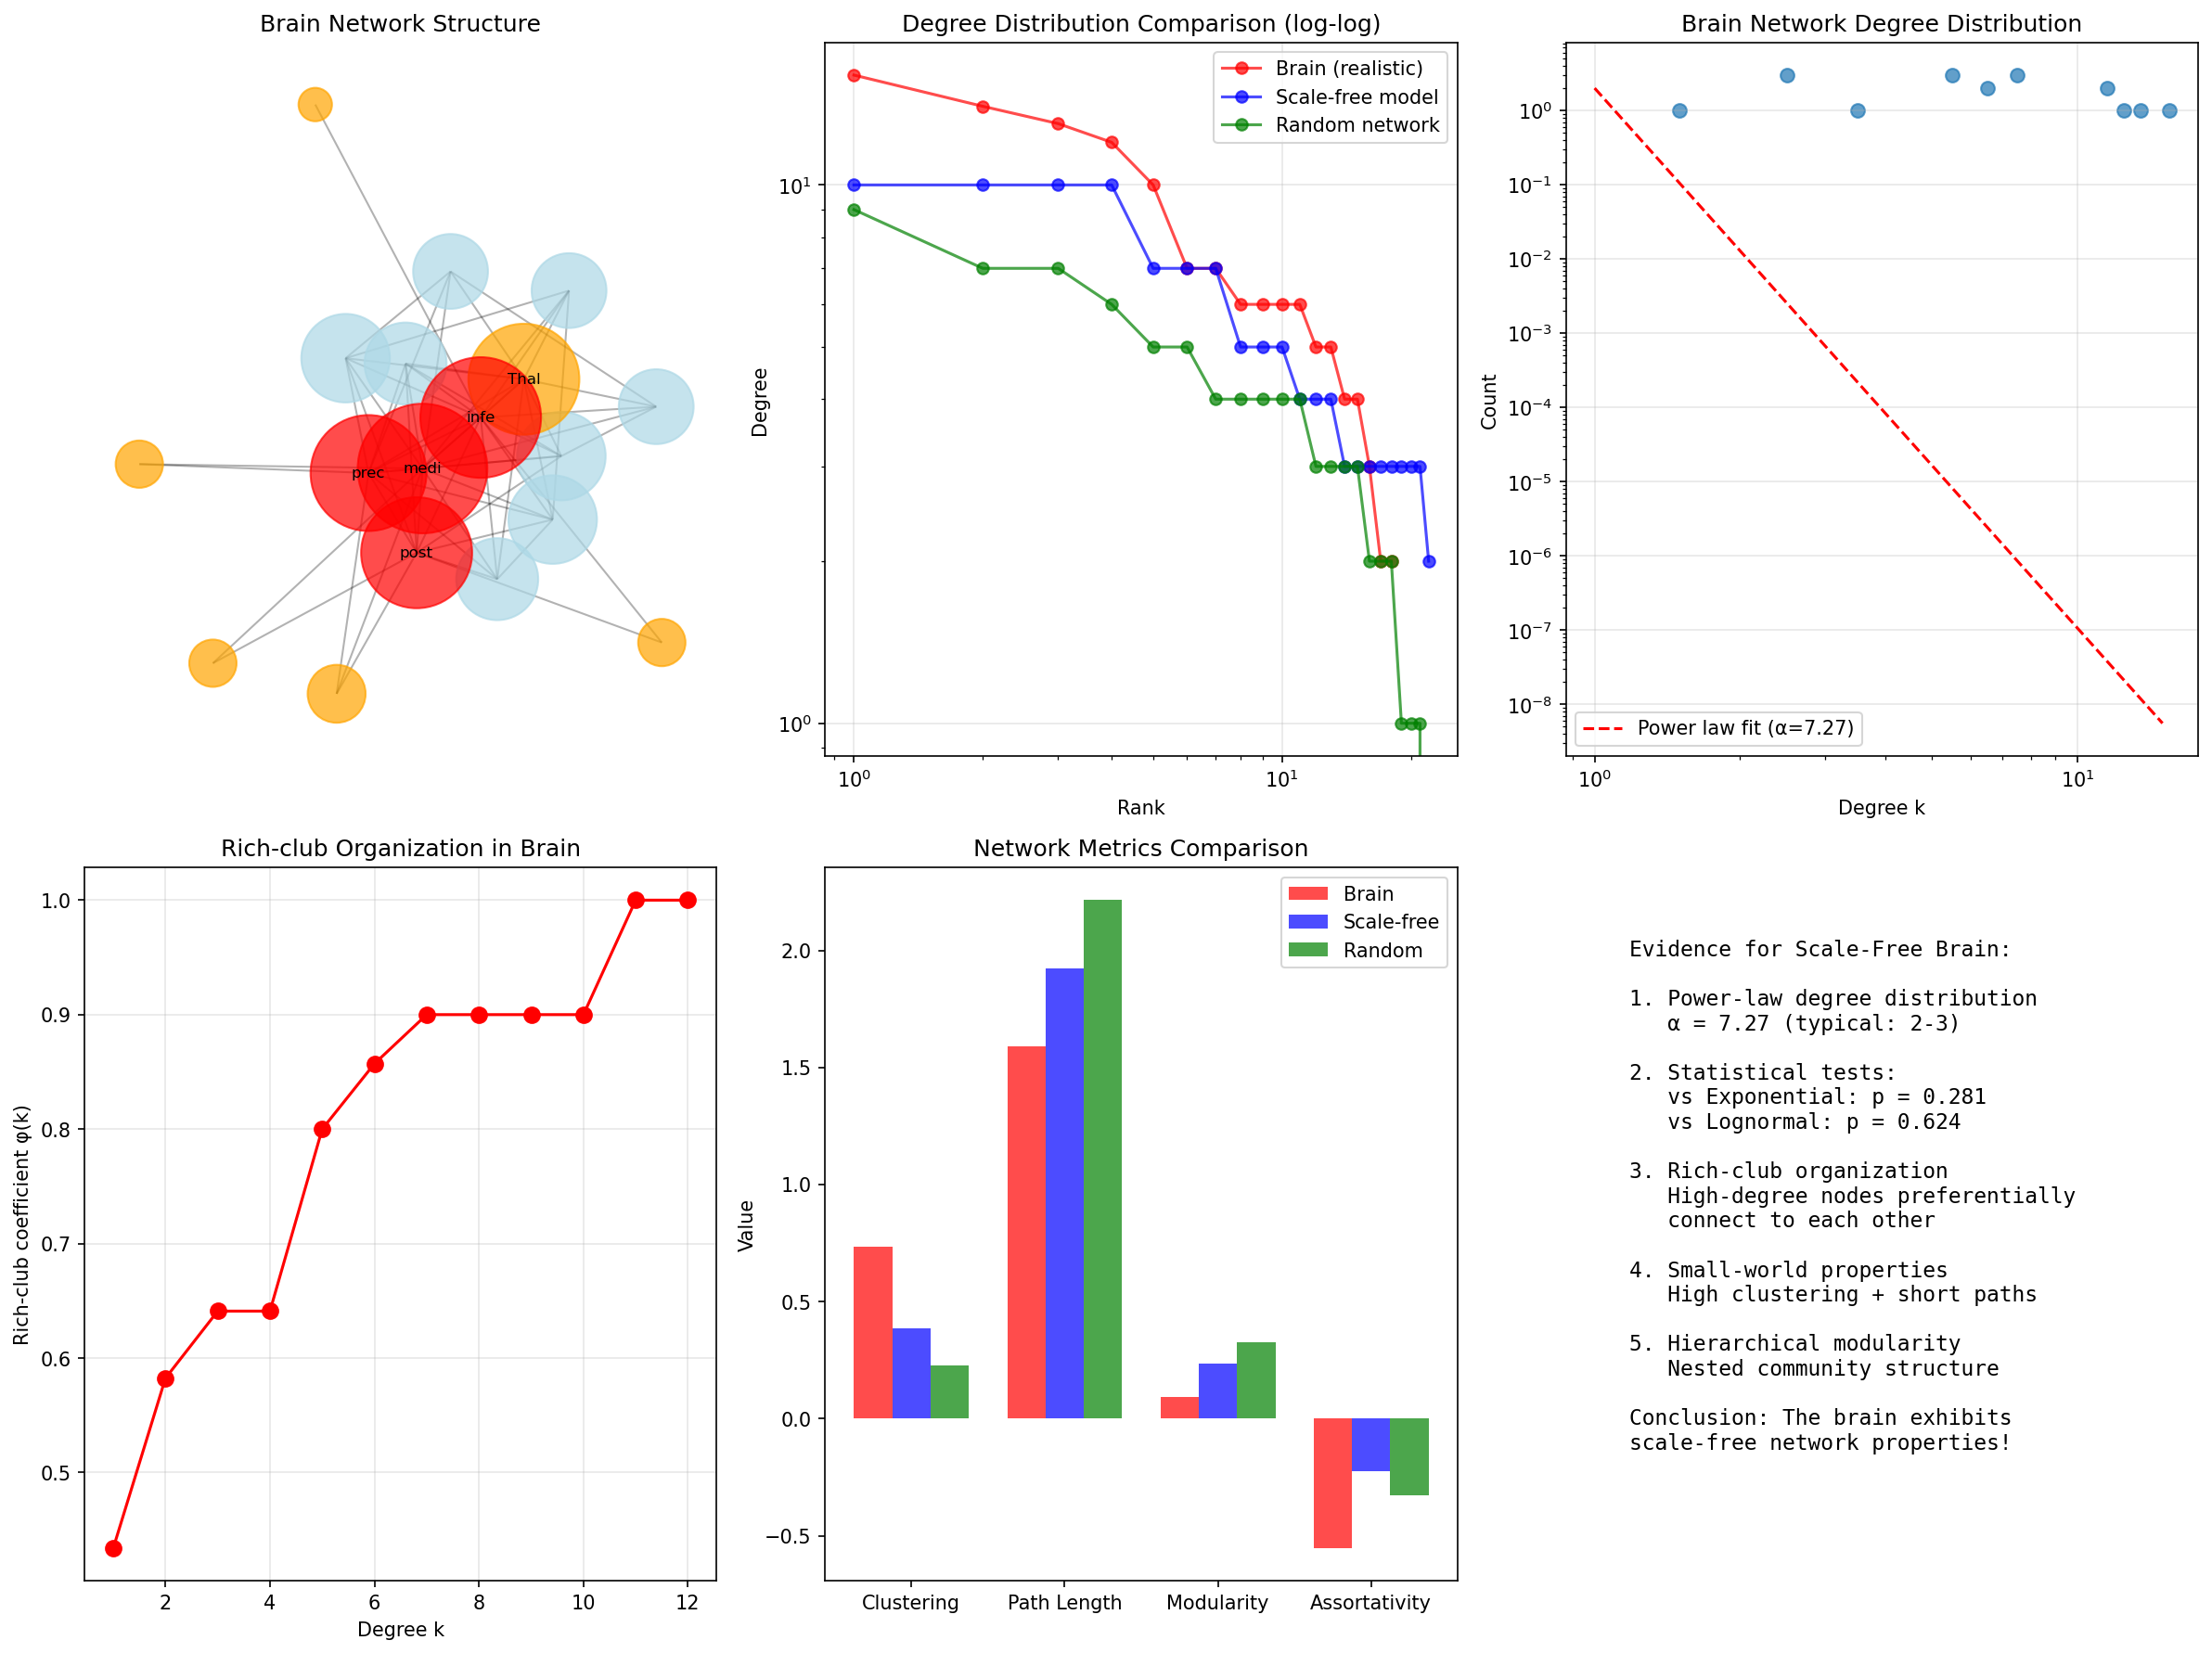 Brain Network Structure
Thal
infe
medi
prec
post
Degree Distribution Comparison (log-log)
Brain (realistic)
Scale-free model
Random network
10¹
10⁰
Degree
10⁰
10¹
Rank
Brain Network Degree Distribution
10⁰
10⁻¹
10⁻²
10⁻³
10⁻⁴
10⁻⁵
10⁻⁶
10⁻⁷
10⁻⁸
Count
Power law fit (α=7.27)
10⁰
10¹
Degree k
Rich-club Organization in Brain
1.0
0.9
0.8
0.7
0.6
0.5
Rich-club coefficient φ(k)
2
4
6
8
10
12
Degree k
Network Metrics Comparison
Brain
Scale-free
Random
2.0
1.5
1.0
0.5
0.0
−0.5
Value
Clustering
Path Length
Modularity
Assortativity
Evidence for Scale-Free Brain:
1. Power-law degree distribution
α = 7.27 (typical: 2-3)
2. Statistical tests:
vs Exponential: p = 0.281
vs Lognormal: p = 0.624
3. Rich-club organization
High-degree nodes preferentially
connect to each other
4. Small-world properties
High clustering + short paths
5. Hierarchical modularity
Nested community structure
Conclusion: The brain exhibits
scale-free network properties!